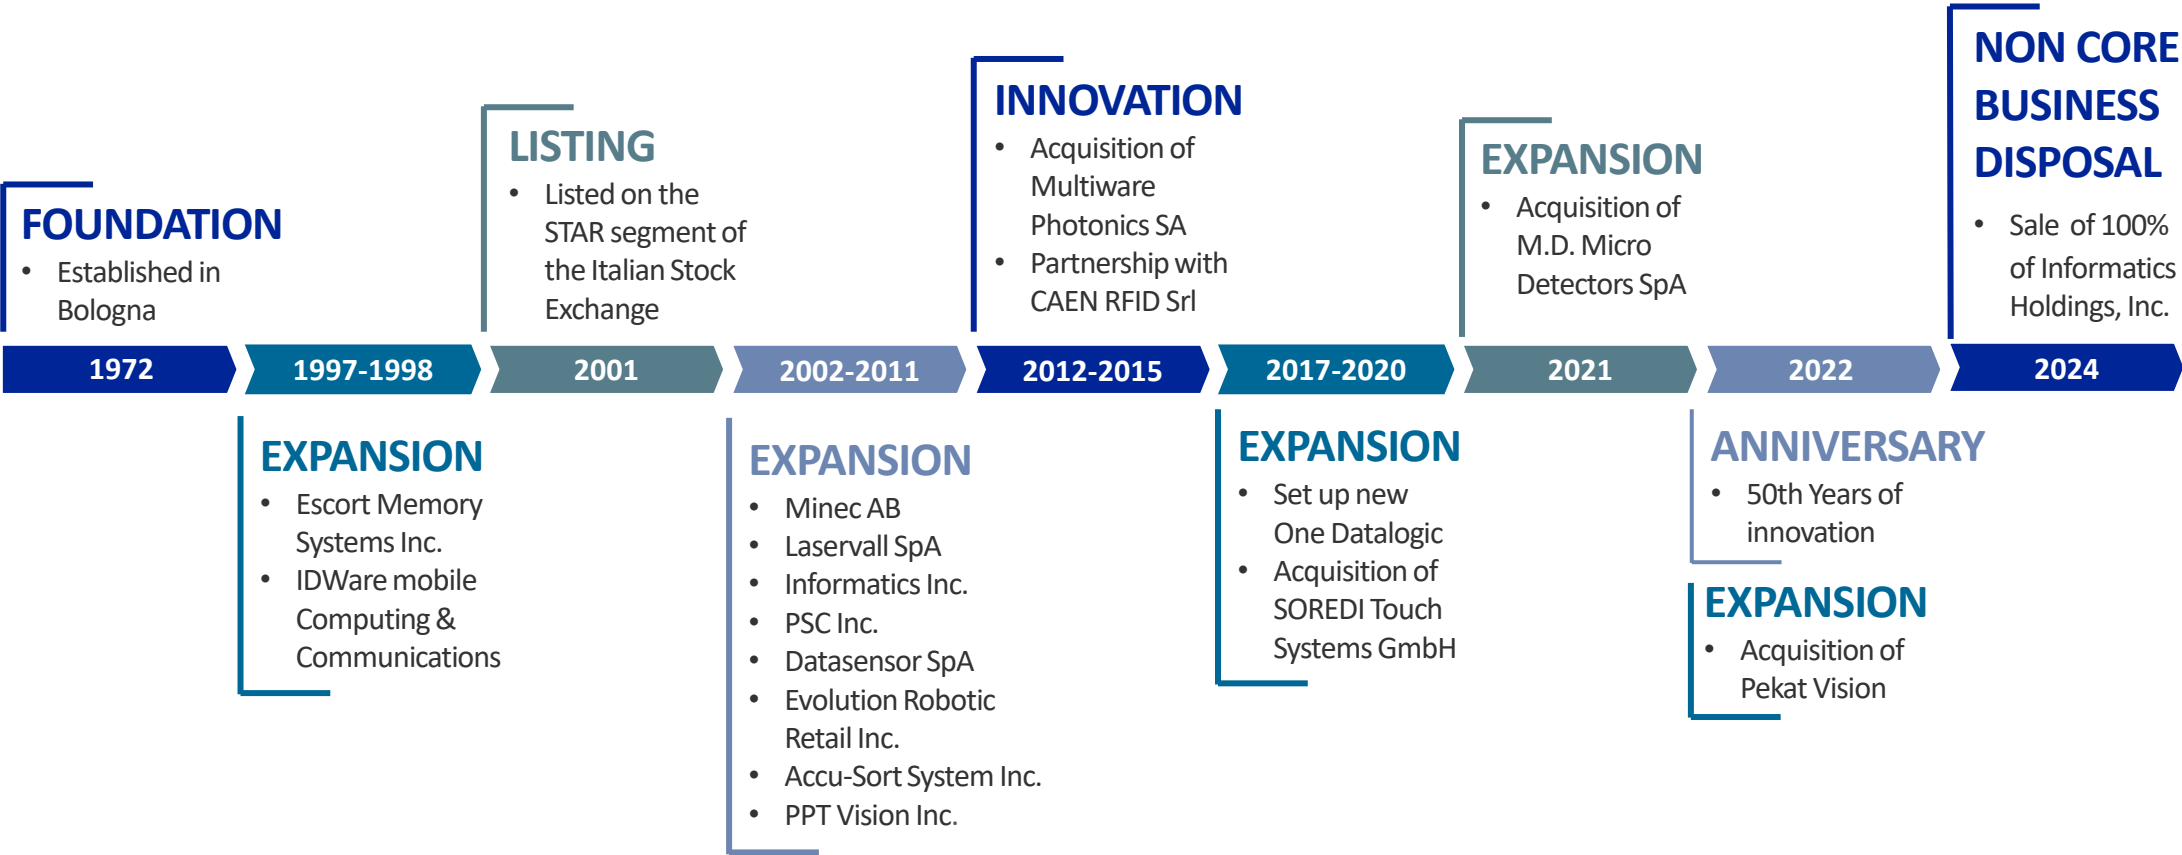 FOUNDATION
• Established in
Bologna
LISTING
• Listed on the
STAR segment of
the Italian Stock
Exchange
INNOVATION
• Acquisition of
Multiware
Photonics SA
• Partnership with
CAEN RFID Srl
EXPANSION
• Acquisition of
M.D. Micro
Detectors SpA
NON CORE
BUSINESS
DISPOSAL
• Sale of 100%
of Informatics
Holdings, Inc.
1972
1997-1998
2001
2002-2011
2012-2015
2017-2020
2021
2022
2024
EXPANSION
• Escort Memory
Systems Inc.
• IDWare mobile
Computing &
Communications
EXPANSION
• Minec AB
• Laservall SpA
• Informatics Inc.
• PSC Inc.
• Datasensor SpA
• Evolution Robotic
Retail Inc.
• Accu-Sort System Inc.
• PPT Vision Inc.
EXPANSION
• Set up new
One Datalogic
• Acquisition of
SOREDI Touch
Systems GmbH
ANNIVERSARY
• 50th Years of
innovation
EXPANSION
• Acquisition of
Pekat Vision